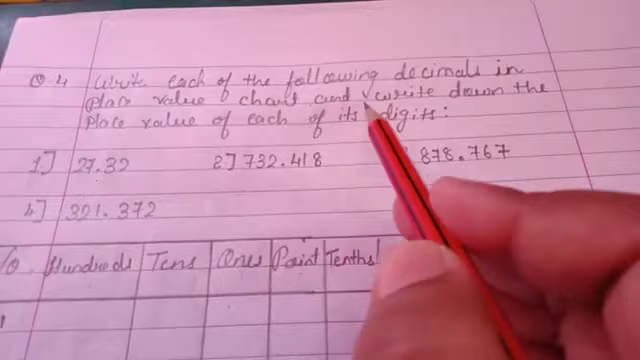 Q 4 Write each of the following decimals in
place value chart and write down the
place value of each of its digits:
1] 27.32 2] 732.418 878.767
4] 321.372
Hundreds Tens Ones Point Tenths